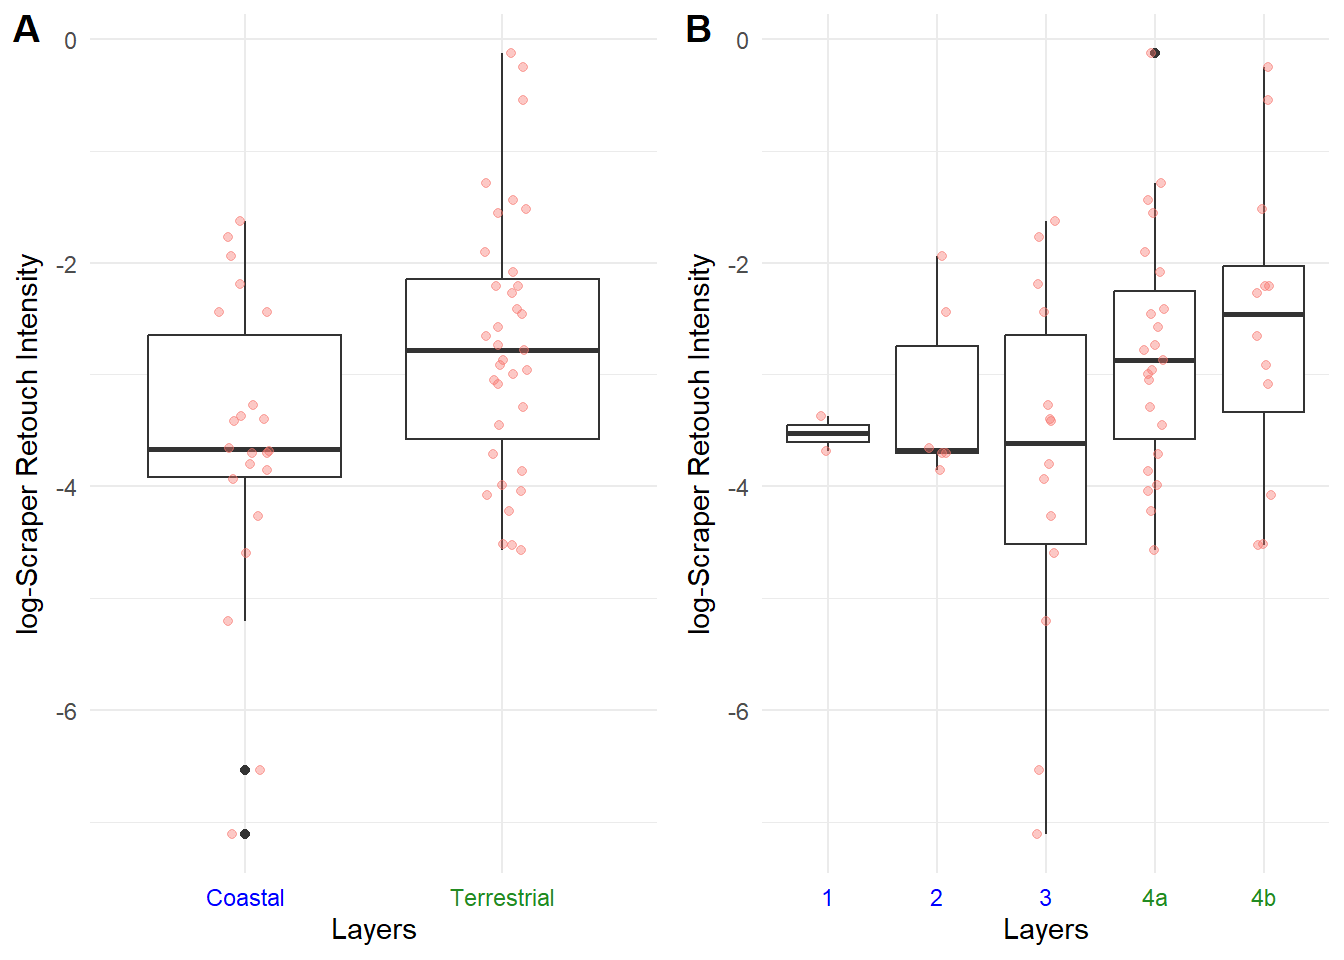 A
log-Scraper Retouch Intensity
0
-2
-4
-6
Coastal Terrestrial
Layers
B
log-Scraper Retouch Intensity
0
-2
-4
-6
1 2 3 4a 4b
Layers